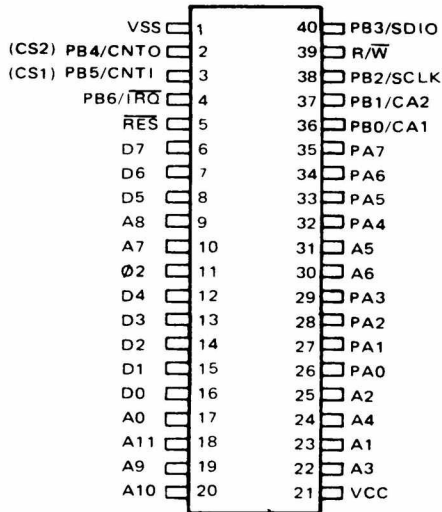 VSS 1 40 PB3/SDIO
(CS2) PB4/CNTO 2 39 R/W̅
(CS1) PB5/CNTI 3 38 PB2/SCLK
PB6/I̅R̅Q̅ 4 37 PB1/CA2
R̅E̅S̅ 5 36 PB0/CA1
D7 6 35 PA7
D6 7 34 PA6
D5 8 33 PA5
A8 9 32 PA4
A7 10 31 A5
Ø2 11 30 A6
D4 12 29 PA3
D3 13 28 PA2
D2 14 27 PA1
D1 15 26 PA0
D0 16 25 A2
A0 17 24 A4
A11 18 23 A1
A9 19 22 A3
A10 20 21 VCC